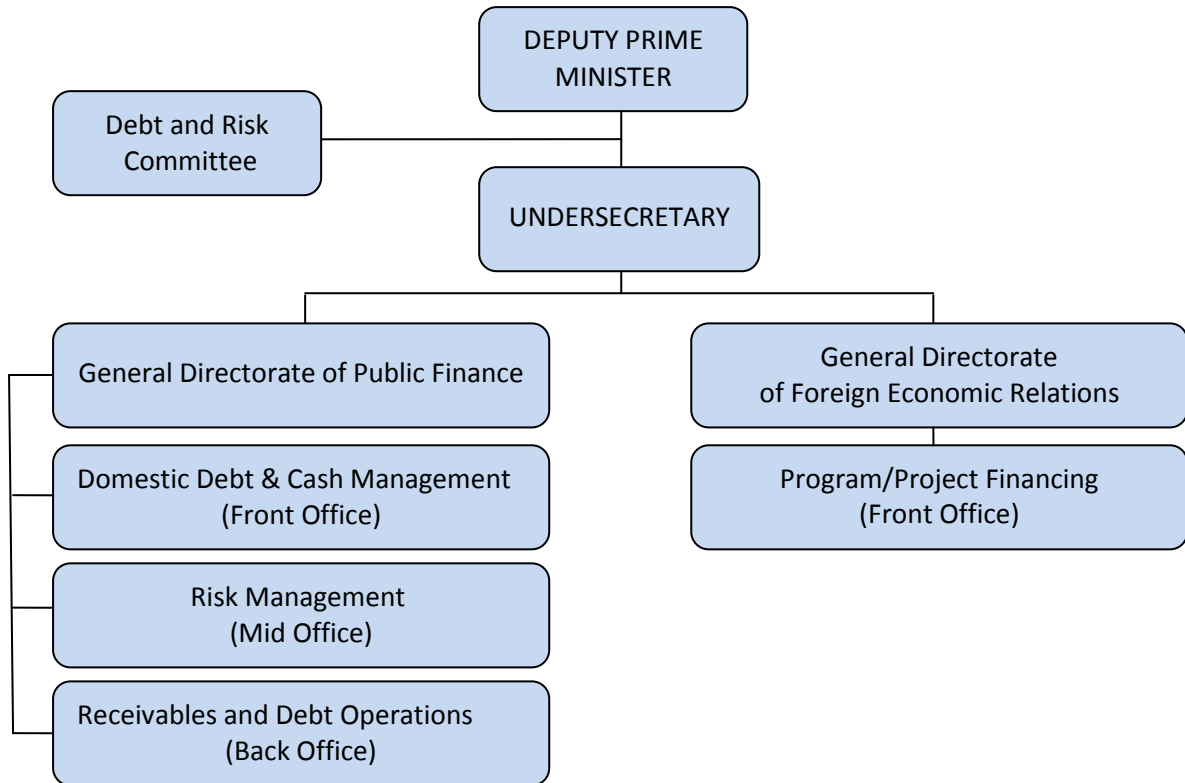 DEPUTY PRIME
MINISTER
Debt and Risk
Committee
UNDERSECRETARY
General Directorate of Public Finance
General Directorate
of Foreign Economic Relations
Domestic Debt & Cash Management
(Front Office)
Program/Project Financing
(Front Office)
Risk Management
(Mid Office)
Receivables and Debt Operations
(Back Office)